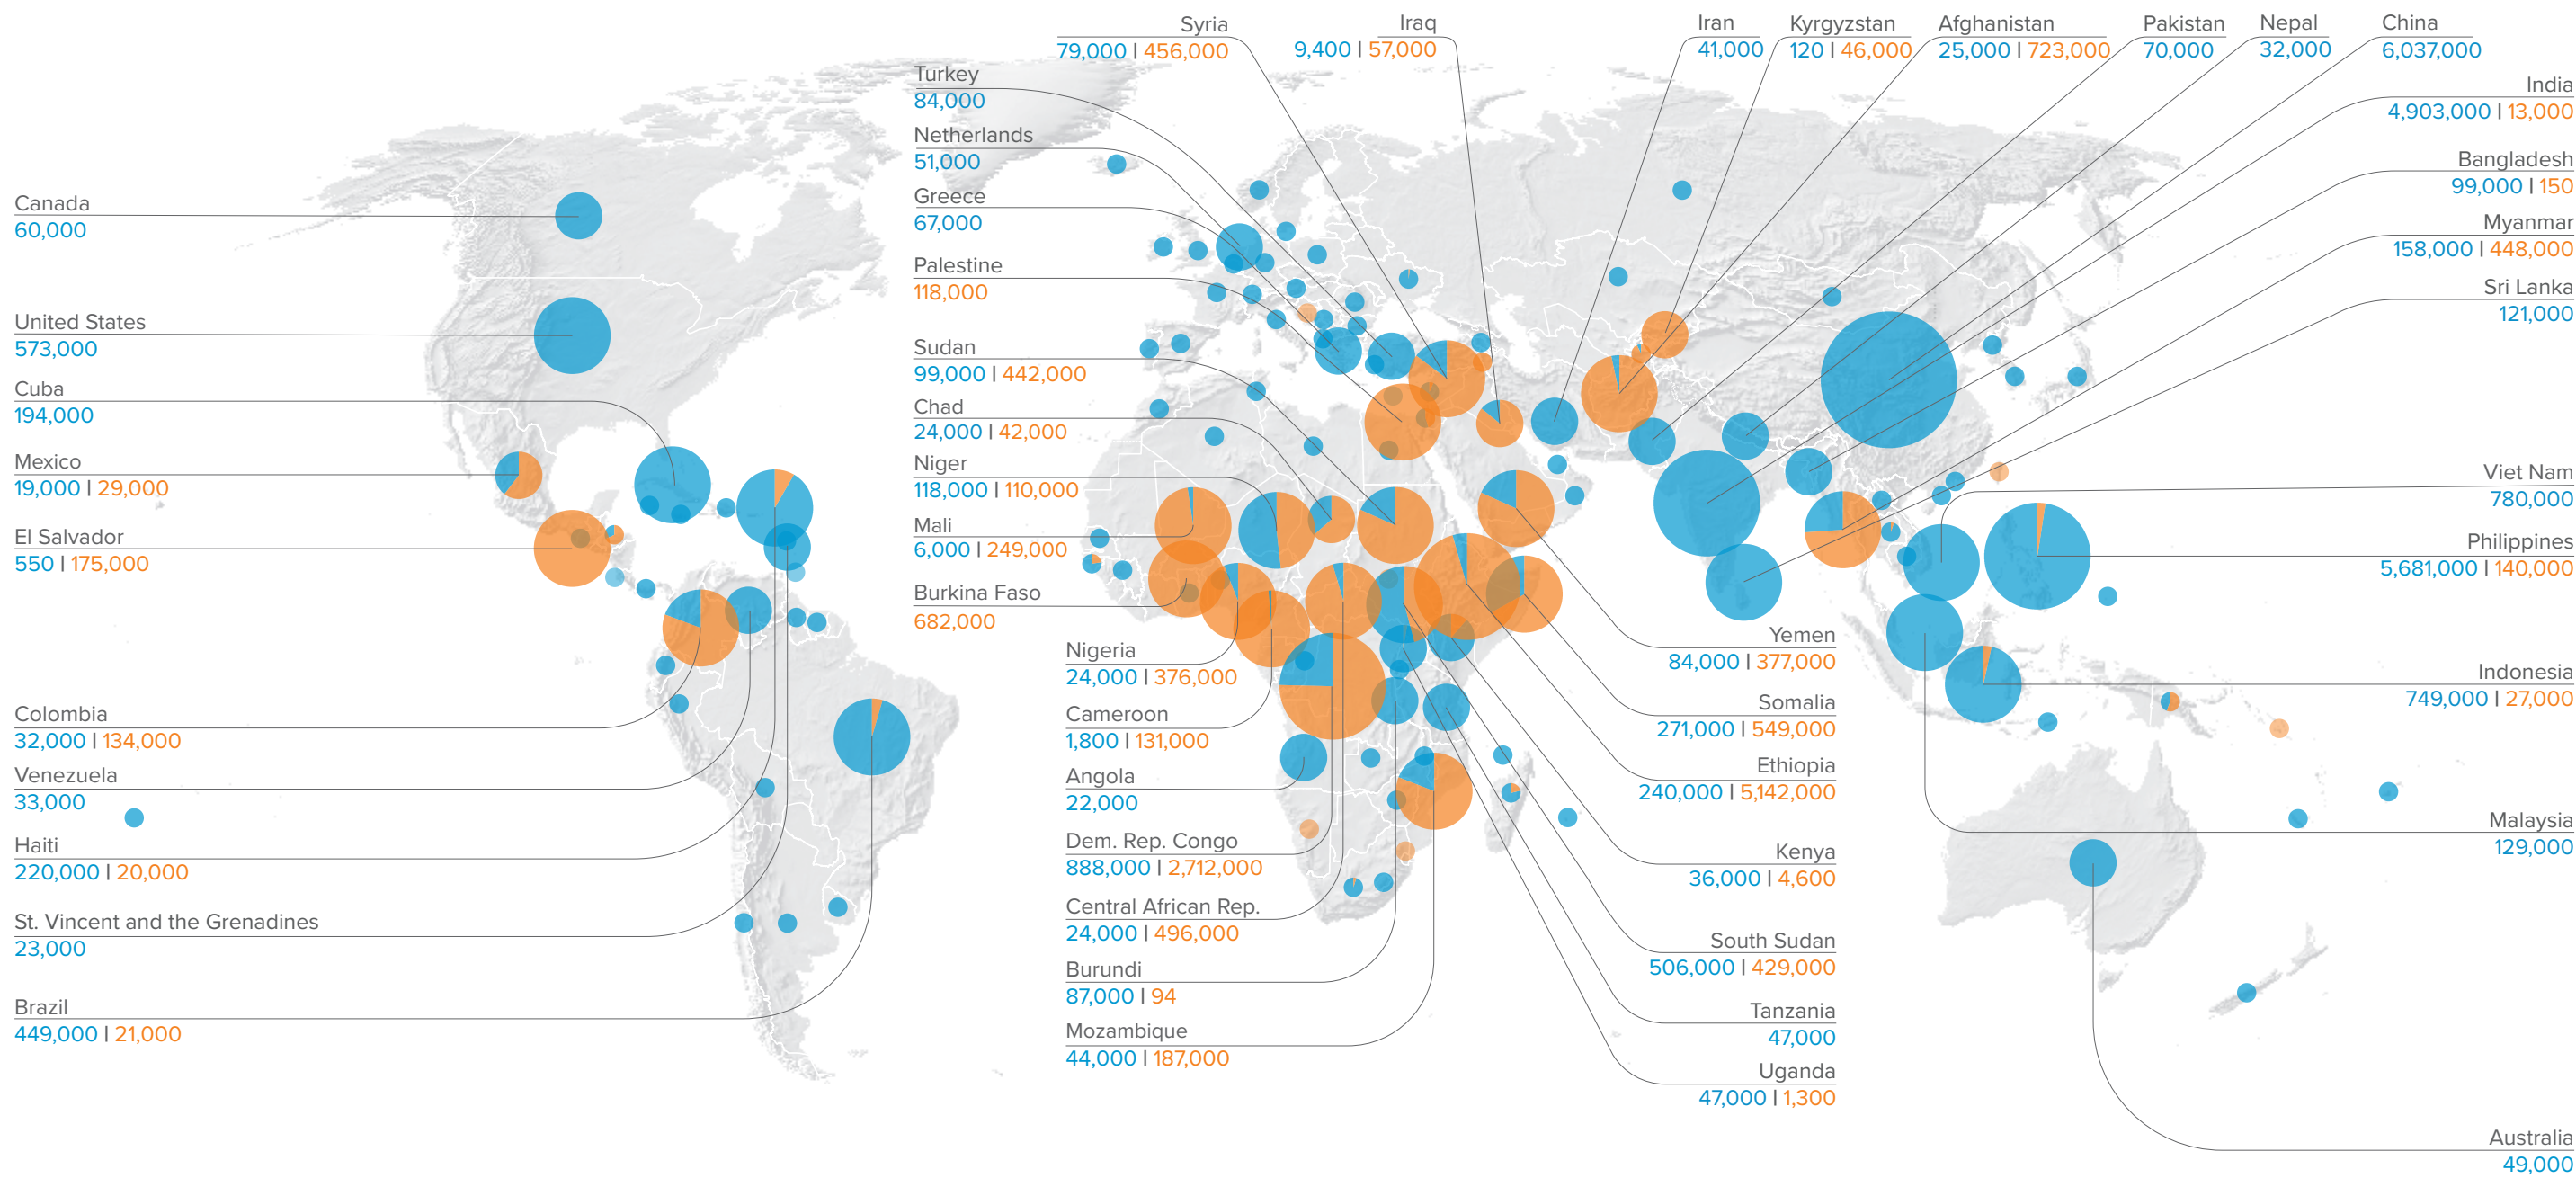 Syria
79,000 | 456,000
Iraq
9,400 | 57,000
Iran
41,000
Kyrgyzstan
120 | 46,000
Afghanistan
25,000 | 723,000
Pakistan
70,000
Nepal
32,000
China
6,037,000
India
4,903,000 | 13,000
Bangladesh
99,000 | 150
Myanmar
158,000 | 448,000
Sri Lanka
121,000
Viet Nam
780,000
Philippines
5,681,000 | 140,000
Indonesia
749,000 | 27,000
Malaysia
129,000
Australia
49,000
Turkey
84,000
Netherlands
51,000
Greece
67,000
Palestine
118,000
Sudan
99,000 | 442,000
Chad
24,000 | 42,000
Niger
118,000 | 110,000
Mali
6,000 | 249,000
Burkina Faso
682,000
Nigeria
24,000 | 376,000
Cameroon
1,800 | 131,000
Angola
22,000
Dem. Rep. Congo
888,000 | 2,712,000
Central African Rep.
24,000 | 496,000
Burundi
87,000 | 94
Mozambique
44,000 | 187,000
Yemen
84,000 | 377,000
Somalia
271,000 | 549,000
Ethiopia
240,000 | 5,142,000
Kenya
36,000 | 4,600
South Sudan
506,000 | 429,000
Tanzania
47,000
Uganda
47,000 | 1,300
Canada
60,000
United States
573,000
Cuba
194,000
Mexico
19,000 | 29,000
El Salvador
550 | 175,000
Colombia
32,000 | 134,000
Venezuela
33,000
Haiti
220,000 | 20,000
St. Vincent and the Grenadines
23,000
Brazil
449,000 | 21,000